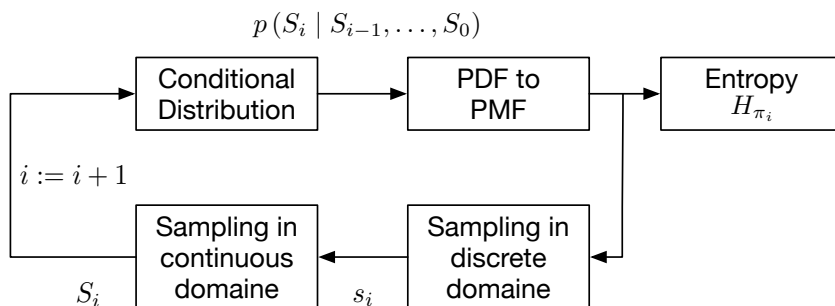 p (S_i | S_{i−1}, . . . , S_0)
Conditional
Distribution
PDF to
PMF
Entropy
H_{π_i}
i := i + 1
Sampling in
continuous
domaine
Sampling in
discrete
domaine
S_i
s_i